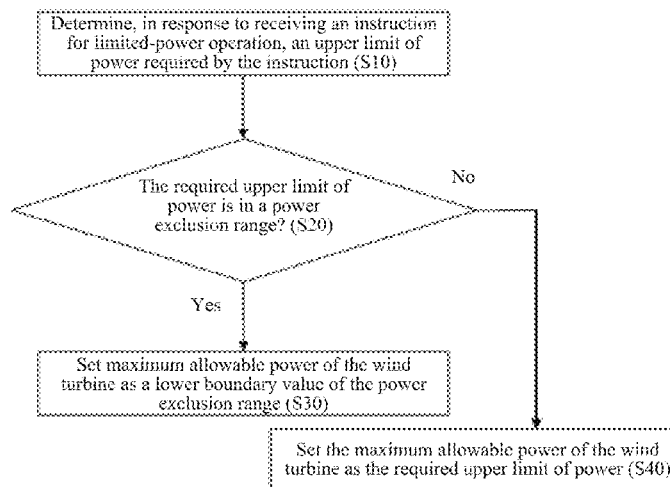 Determine, in response to receiving an instruction
for limited-power operation, an upper limit of
power required by the instruction (S10)
The required upper limit of
power is in a power
exclusion range? (S20)
No
Yes
Set maximum allowable power of the wind
turbine as a lower boundary value of the power
exclusion range (S30)
Set the maximum allowable power of the wind
turbine as the required upper limit of power (S40)